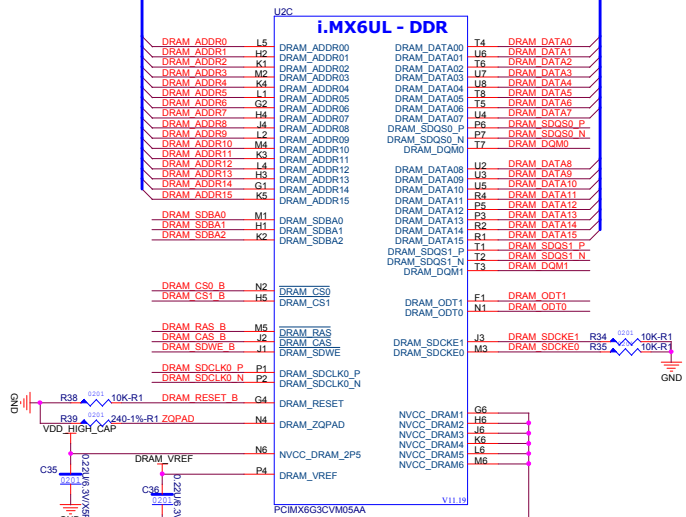 U2C
i.MX6UL - DDR
DRAM_ADDR0 L5 DRAM_ADDR00 DRAM_DATA00 T4 DRAM_DATA0
DRAM_ADDR1 H2 DRAM_ADDR01 DRAM_DATA01 U6 DRAM_DATA1
DRAM_ADDR2 K1 DRAM_ADDR02 DRAM_DATA02 T6 DRAM_DATA2
DRAM_ADDR3 M2 DRAM_ADDR03 DRAM_DATA03 U7 DRAM_DATA3
DRAM_ADDR4 K4 DRAM_ADDR04 DRAM_DATA04 U8 DRAM_DATA4
DRAM_ADDR5 L1 DRAM_ADDR05 DRAM_DATA05 T8 DRAM_DATA5
DRAM_ADDR6 G2 DRAM_ADDR06 DRAM_DATA06 T5 DRAM_DATA6
DRAM_ADDR7 H4 DRAM_ADDR07 DRAM_DATA07 U4 DRAM_DATA7
DRAM_ADDR8 J4 DRAM_ADDR08 DRAM_SDQS0_P P6 DRAM_SDQS0_P
DRAM_ADDR9 L2 DRAM_ADDR09 DRAM_SDQS0_N P7 DRAM_SDQS0_N
DRAM_ADDR10 M4 DRAM_ADDR10 DRAM_DQM0 T7 DRAM_DQM0
DRAM_ADDR11 K3 DRAM_ADDR11
DRAM_ADDR12 L4 DRAM_ADDR12 DRAM_DATA08 U2 DRAM_DATA8
DRAM_ADDR13 H3 DRAM_ADDR13 DRAM_DATA09 U3 DRAM_DATA9
DRAM_ADDR14 G1 DRAM_ADDR14 DRAM_DATA10 U5 DRAM_DATA10
DRAM_ADDR15 K5 DRAM_ADDR15 DRAM_DATA11 R4 DRAM_DATA11
DRAM_DATA12 P5 DRAM_DATA12
DRAM_SDBA0 M1 DRAM_SDBA0 DRAM_DATA13 P3 DRAM_DATA13
DRAM_SDBA1 H1 DRAM_SDBA1 DRAM_DATA14 R2 DRAM_DATA14
DRAM_SDBA2 K2 DRAM_SDBA2 DRAM_DATA15 R1 DRAM_DATA15
DRAM_SDQS1_P T1 DRAM_SDQS1_P
DRAM_SDQS1_N T2 DRAM_SDQS1_N
DRAM_DQM1 T3 DRAM_DQM1
DRAM_CS0_B N2 DRAM_CS0
DRAM_CS1_B H5 DRAM_CS1 DRAM_ODT1 F1 DRAM_ODT1
DRAM_ODT0 N1 DRAM_ODT0
DRAM_RAS_B M5 DRAM_RAS
DRAM_CAS_B J2 DRAM_CAS DRAM_SDCKE1 J3 DRAM_SDCKE1 R34 0201 10K-R1
DRAM_SDWE_B J1 DRAM_SDWE DRAM_SDCKE0 M3 DRAM_SDCKE0 R35 0201 10K-R1
GND
DRAM_SDCLK0_P P1 DRAM_SDCLK0_P
DRAM_SDCLK0_N P2 DRAM_SDCLK0_N
GND
R38 0201 10K-R1 DRAM_RESET_B G4 DRAM_RESET
R39 0201 240-1%-R1 ZQPAD N4 DRAM_ZQPAD
NVCC_DRAM1 G6
NVCC_DRAM2 H6
NVCC_DRAM3 J6
NVCC_DRAM4 K6
NVCC_DRAM5 L6
NVCC_DRAM6 M6
VDD_HIGH_CAP
N6 NVCC_DRAM_2P5
DRAM_VREF
P4 DRAM_VREF
C35 0201
C36 0201
V11.19
PCIMX6G3CVM05AA